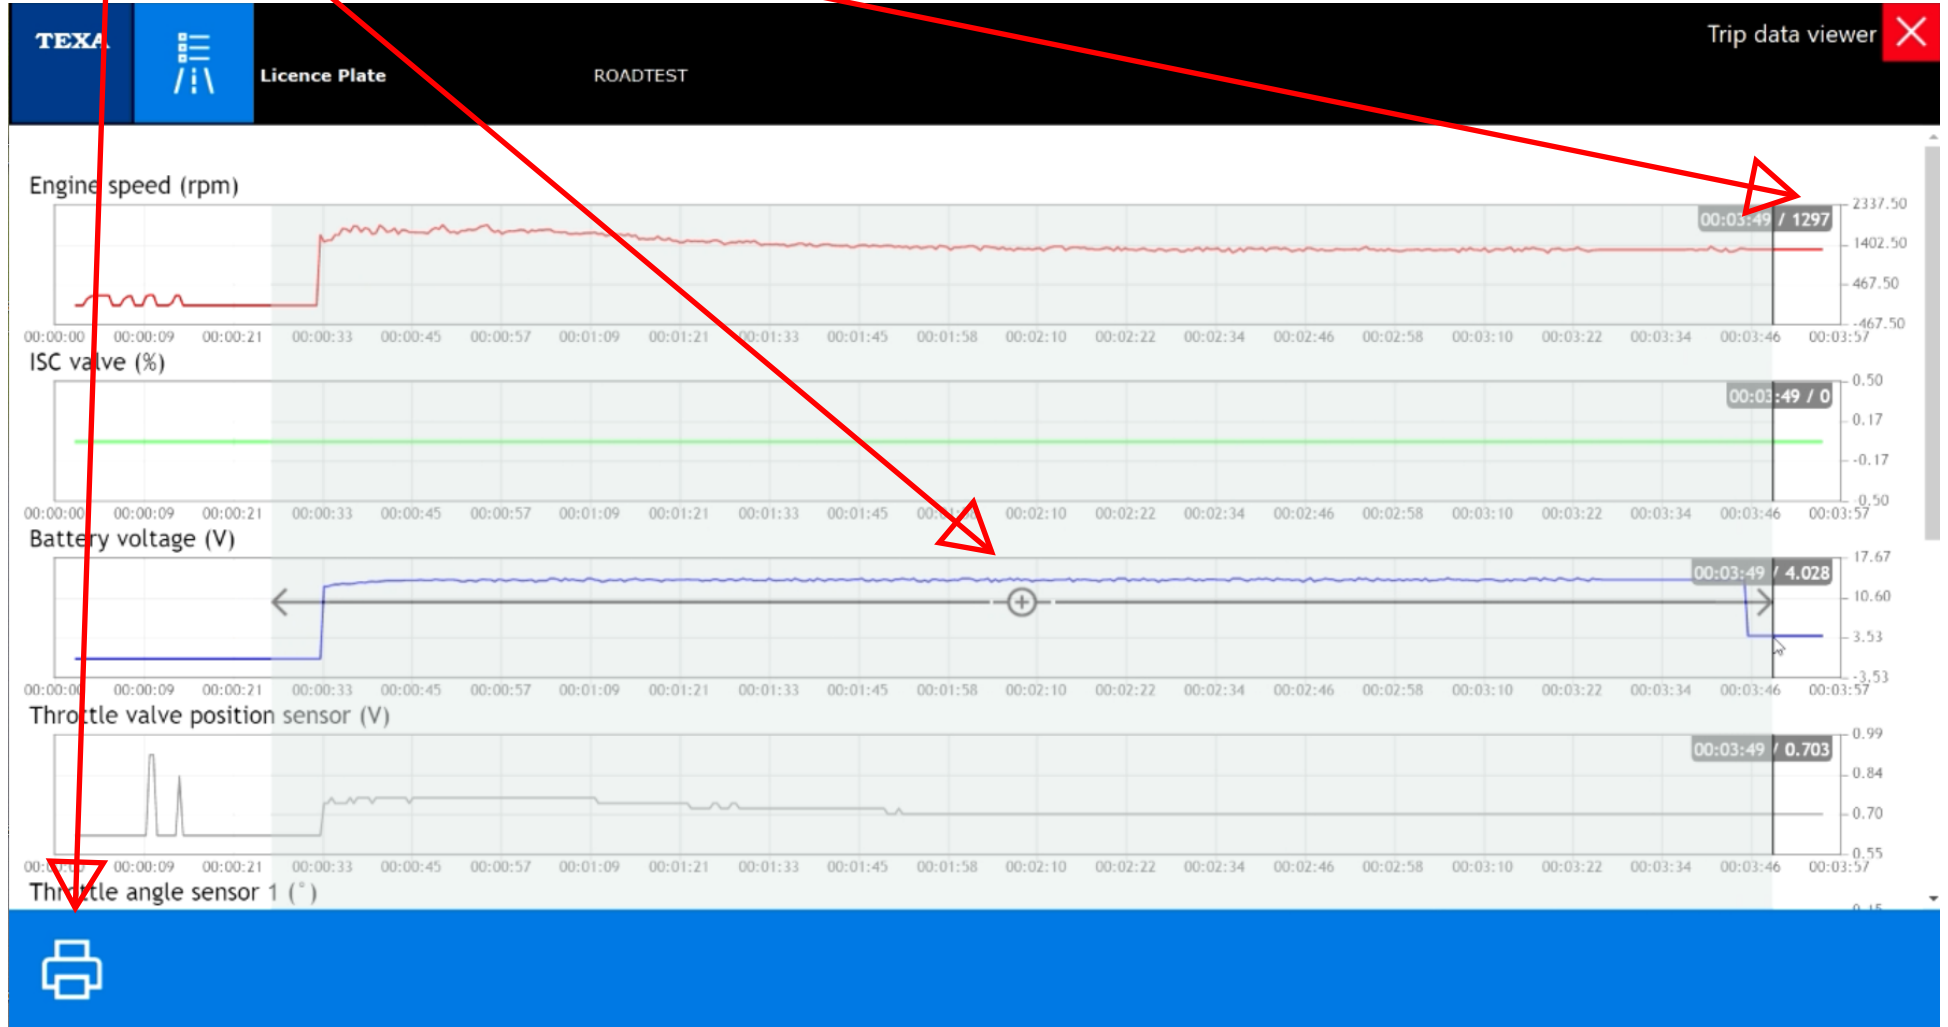 TEXA
Trip data viewer
Licence Plate
ROADTEST
Engine speed (rpm)
00:03:49 / 1297
2337.50
1402.50
467.50
-467.50
00:00:00 00:00:09 00:00:21 00:00:33 00:00:45 00:00:57 00:01:09 00:01:21 00:01:33 00:01:45 00:01:58 00:02:10 00:02:22 00:02:34 00:02:46 00:02:58 00:03:10 00:03:22 00:03:34 00:03:46 00:03:57
ISC valve (%)
00:03:49 / 0
0.50
0.17
-0.17
-0.50
00:00:00 00:00:09 00:00:21 00:00:33 00:00:45 00:00:57 00:01:09 00:01:21 00:01:33 00:01:45 00:02:10 00:02:22 00:02:34 00:02:46 00:02:58 00:03:10 00:03:22 00:03:34 00:03:46 00:03:57
Battery voltage (V)
00:03:49 / 4.028
17.67
10.60
3.53
-3.53
00:00:00 00:00:09 00:00:21 00:00:33 00:00:45 00:00:57 00:01:09 00:01:21 00:01:33 00:01:45 00:01:58 00:02:10 00:02:22 00:02:34 00:02:46 00:02:58 00:03:10 00:03:22 00:03:34 00:03:46 00:03:57
Throttle valve position sensor (V)
00:03:49 / 0.703
0.99
0.84
0.70
0.55
00:00:09 00:00:21 00:00:33 00:00:45 00:00:57 00:01:09 00:01:21 00:01:33 00:01:45 00:01:58 00:02:10 00:02:22 00:02:34 00:02:46 00:02:58 00:03:10 00:03:22 00:03:34 00:03:46 00:03:57
Throttle angle sensor 1 (°)